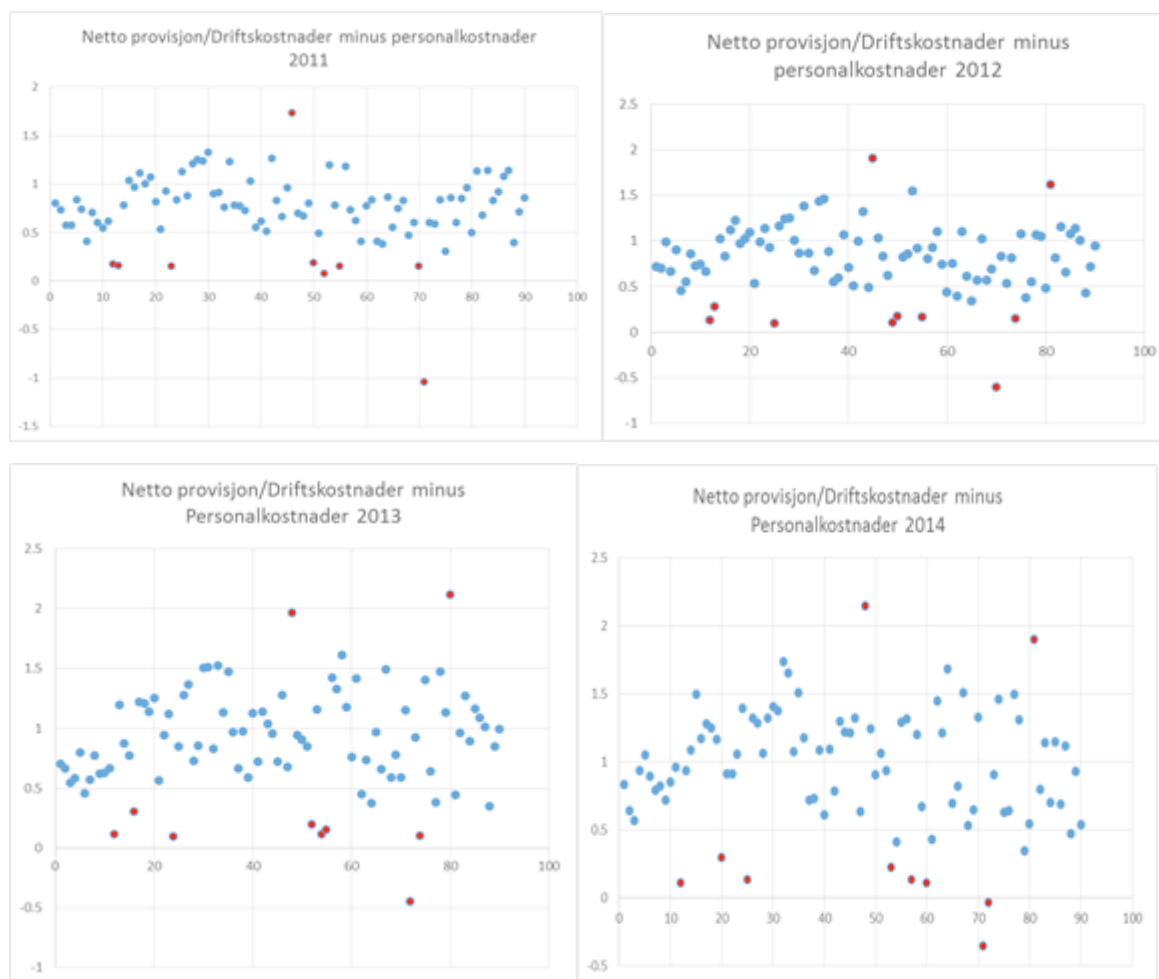 Netto provisjon/Driftskostnader minus personalkostnader
2011
2
1.5
1
0.5
0
0 10 20 30 40 50 60 70 80 90 100
-0.5
-1
-1.5
Netto provisjon/Driftskostnader minus
personalkostnader 2012
2.5
2
1.5
1
0.5
0
0 20 40 60 80 100
-0.5
-1
Netto provisjon/Driftskostnader minus
Personalkostnader 2013
2.5
2
1.5
1
0.5
0
0 20 40 60 80 100
-0.5
-1
Netto provisjon/Driftskostnader minus
Personalkostnader 2014
2.5
2
1.5
1
0.5
0
0 10 20 30 40 50 60 70 80 90 100
-0.5